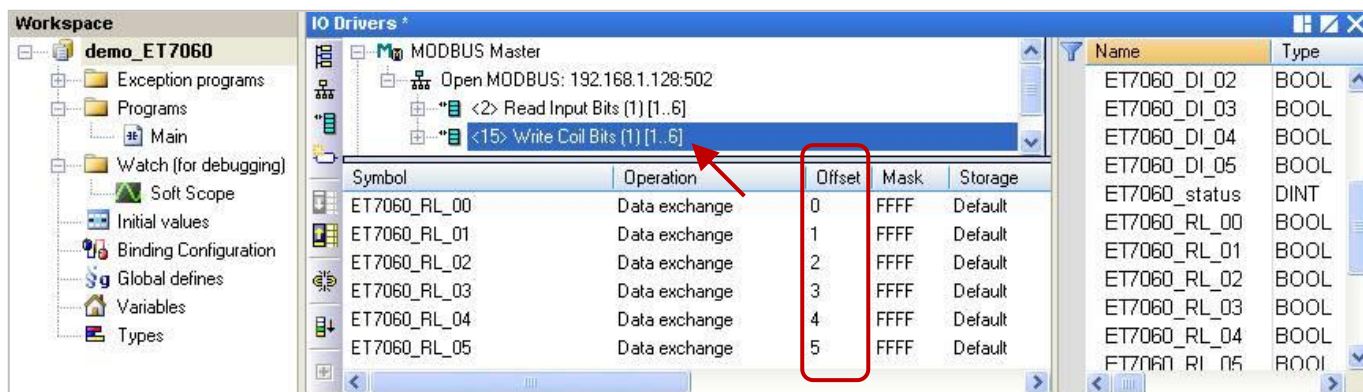 Workspace
demo_ET7060
Exception programs
Programs
Main
Watch (for debugging)
Soft Scope
Initial values
Binding Configuration
Global defines
Variables
Types
IO Drivers *
MODBUS Master
Open MODBUS: 192.168.1.128:502
<2> Read Input Bits (1) [1..6]
<15> Write Coil Bits (1) [1..6]
Symbol Operation Offset Mask Storage
ET7060_RL_00 Data exchange 0 FFFF Default
ET7060_RL_01 Data exchange 1 FFFF Default
ET7060_RL_02 Data exchange 2 FFFF Default
ET7060_RL_03 Data exchange 3 FFFF Default
ET7060_RL_04 Data exchange 4 FFFF Default
ET7060_RL_05 Data exchange 5 FFFF Default
Name Type
ET7060_DI_02 BOOL
ET7060_DI_03 BOOL
ET7060_DI_04 BOOL
ET7060_DI_05 BOOL
ET7060_status DINT
ET7060_RL_00 BOOL
ET7060_RL_01 BOOL
ET7060_RL_02 BOOL
ET7060_RL_03 BOOL
ET7060_RL_04 BOOL
ET7060_RL_05 BOOL